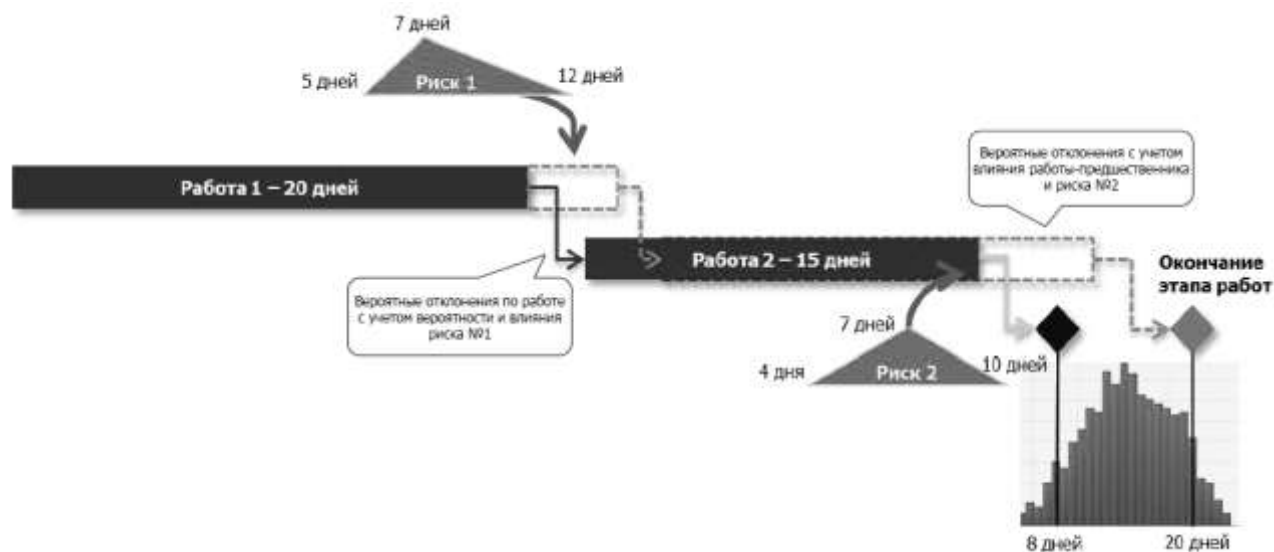 7 дней
5 дней
Риск 1
12 дней
Работа 1 – 20 дней
Вероятные отклонения с учетом
влияния работы-предшественника
и риска №2
Работа 2 – 15 дней
Окончание
этапа работ
Вероятные отклонения по работе
с учетом вероятности и влияния
риска №1
7 дней
4 дня
Риск 2
10 дней
8 дней
20 дней